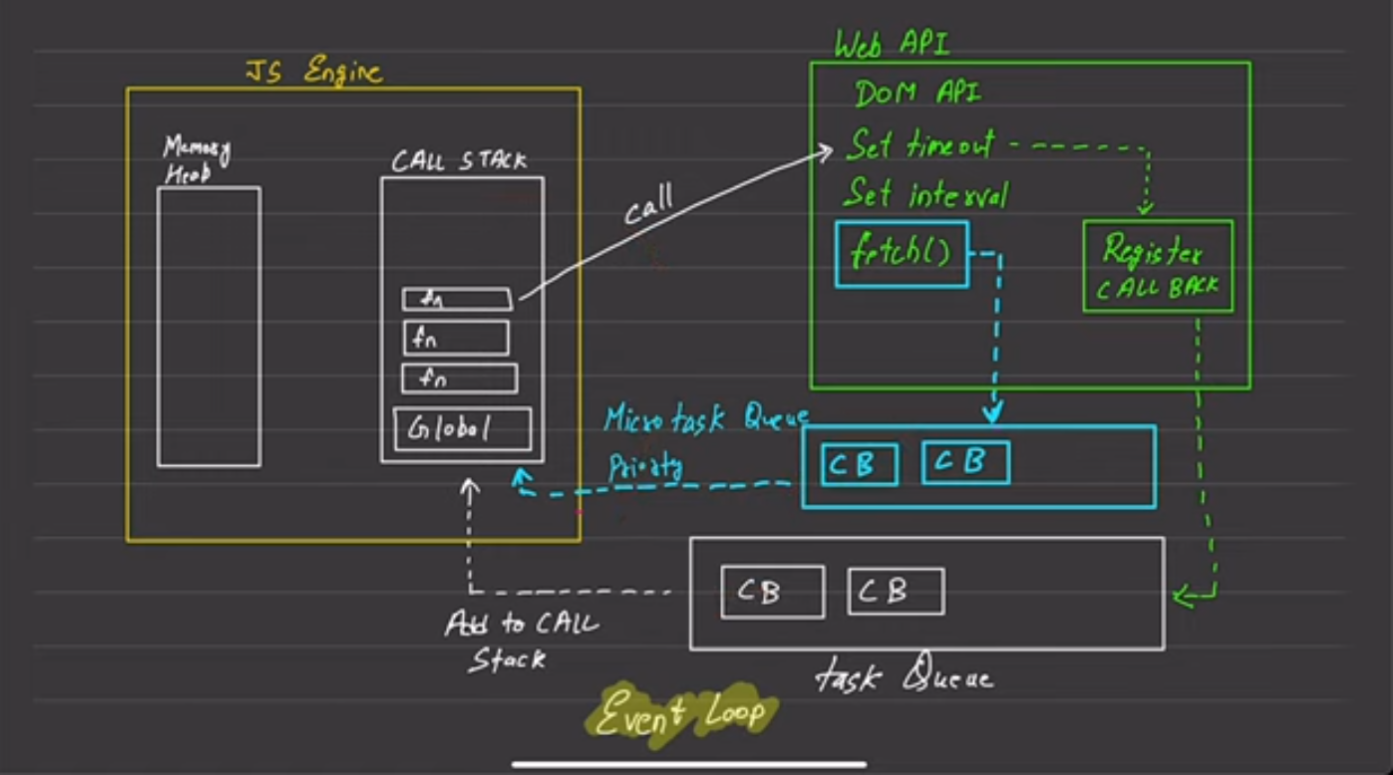 JS Engine
Memory
Heap
CALL STACK
fn
fn
fn
Global
call
Web API
DOM API
Set timeout
Set interval
fetch()
Register
CALL BACK
Micro task Queue
Priority
CB
CB
CB
CB
Add to CALL
Stack
task Queue
Event Loop